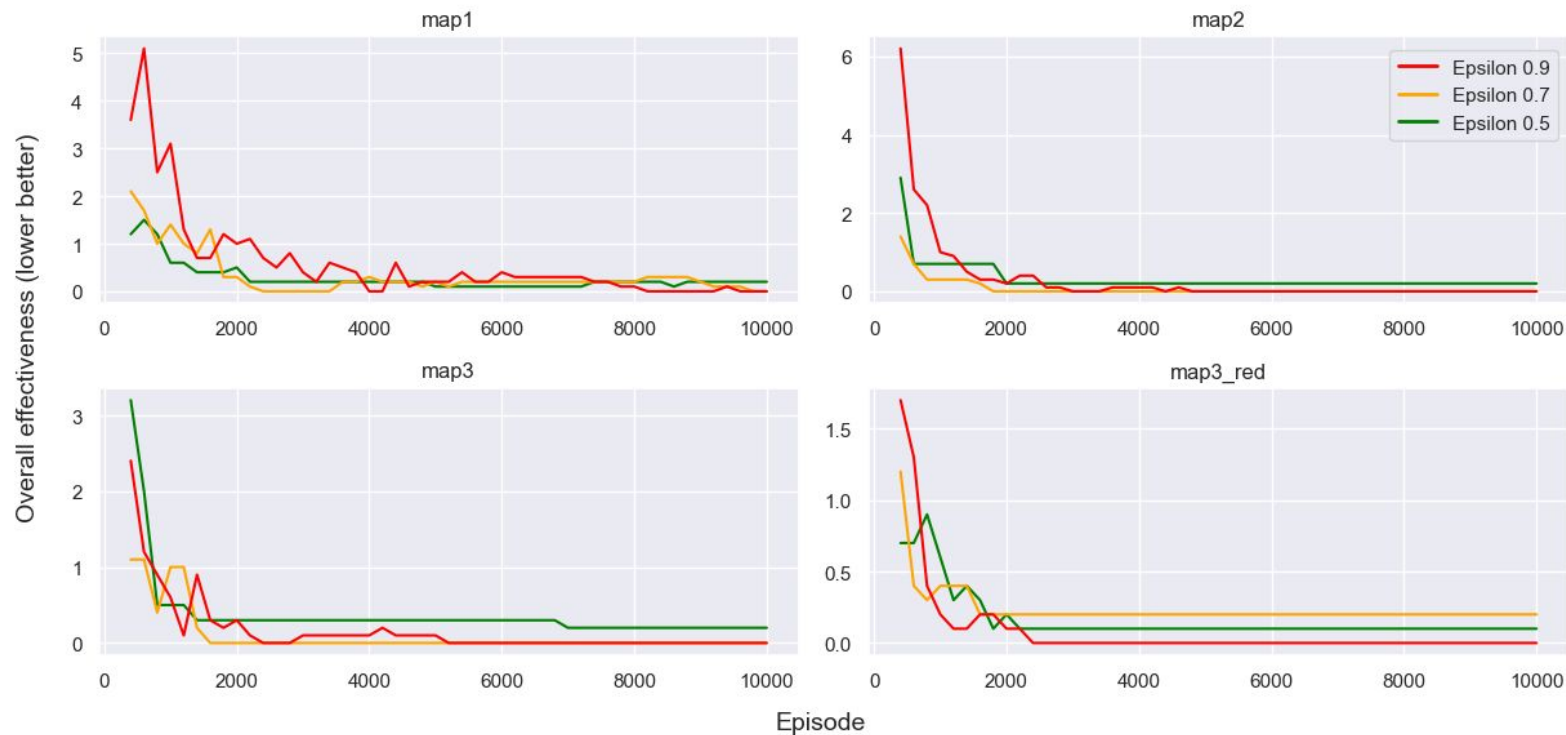 map1
5
4
3
2
1
0
0 2000 4000 6000 8000 10000
map2
6
4
2
0
0 2000 4000 6000 8000 10000
Epsilon 0.9
Epsilon 0.7
Epsilon 0.5
map3
3
2
1
0
0 2000 4000 6000 8000 10000
map3_red
1.5
1.0
0.5
0.0
0 2000 4000 6000 8000 10000
Overall effectiveness (lower better)
Episode